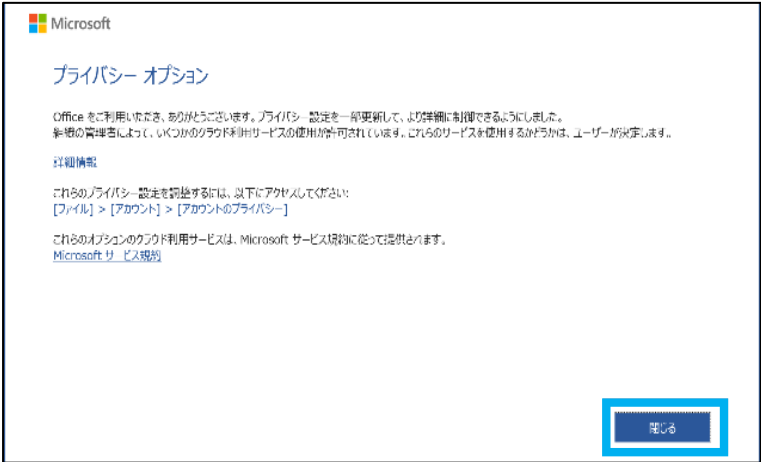 Microsoft
プライバシー オプション
Office をご利用いただき、ありがとうございます。プライバシー設定を一部更新して、より詳細に制御できるようにしました。
組織の管理者によって、いくつかのクラウド利用サービスの使用が許可されています。これらのサービスを使用するかどうかは、ユーザーが決定します。
詳細情報
これらのプライバシー設定を調整するには、以下にアクセスしてください:
[ファイル] > [アカウント] > [アカウントのプライバシー]
これらのオプションのクラウド利用サービスは、Microsoft サービス規約に従って提供されます。
Microsoft サービス規約
閉じる